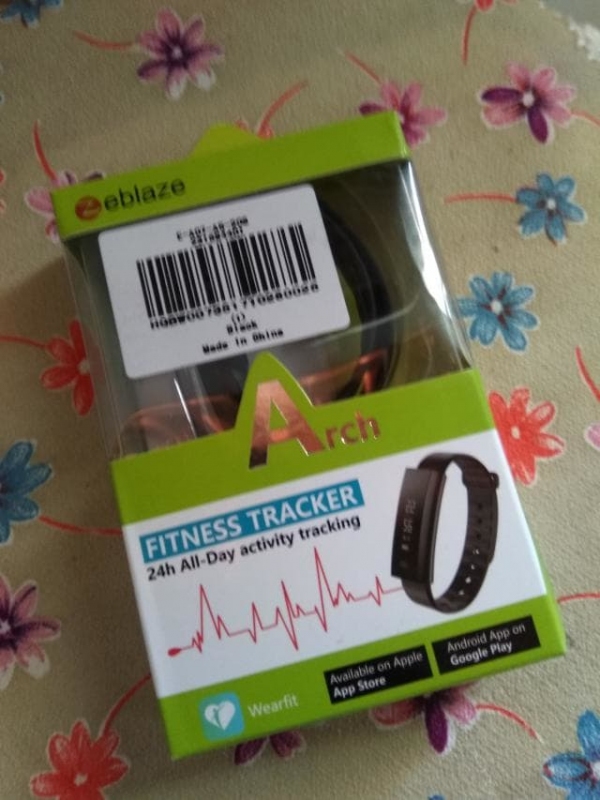 Zeblaze
Black
Made in China
Arch
FITNESS TRACKER
24h All-Day activity tracking
Available on Apple
App Store
Android App on
Google Play
Wearfit